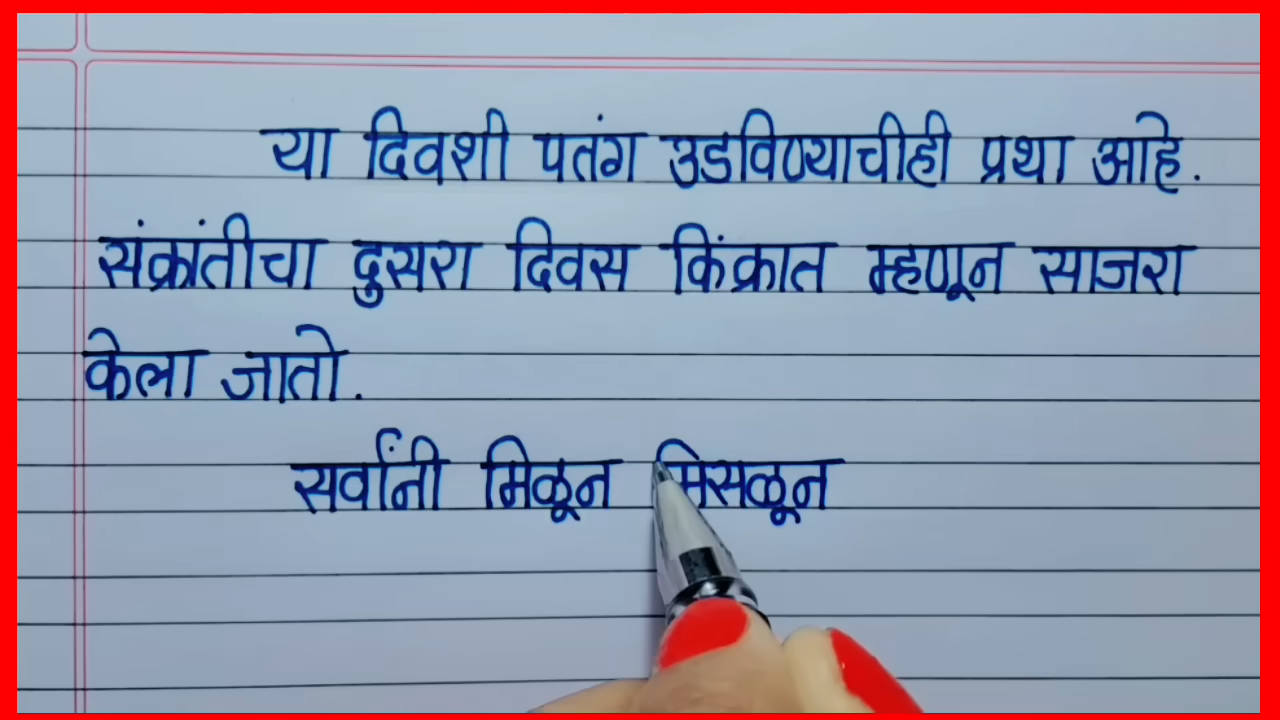 या दिवशी पतंग उडविण्याचीही प्रथा आहे.
संक्रांतीचा दुसरा दिवस किंक्रात म्हणून साजरा
केला जातो.
सर्वांनी मिळून मिसळून